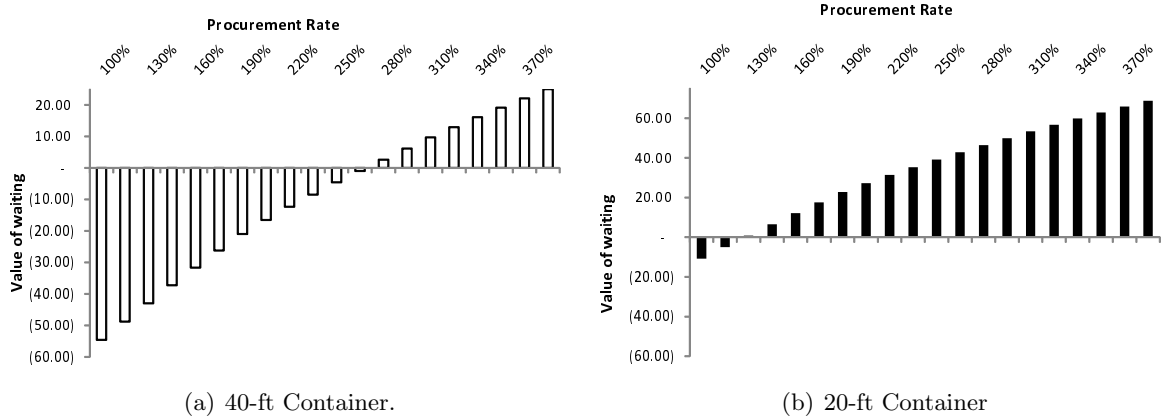 Procurement Rate
100% 130% 160% 190% 220% 250% 280% 310% 340% 370%
Value of waiting
20.00
10.00
-
(10.00)
(20.00)
(30.00)
(40.00)
(50.00)
(60.00)
(a) 40-ft Container.
Procurement Rate
100% 130% 160% 190% 220% 250% 280% 310% 340% 370%
Value of waiting
60.00
40.00
20.00
-
(20.00)
(40.00)
(60.00)
(b) 20-ft Container